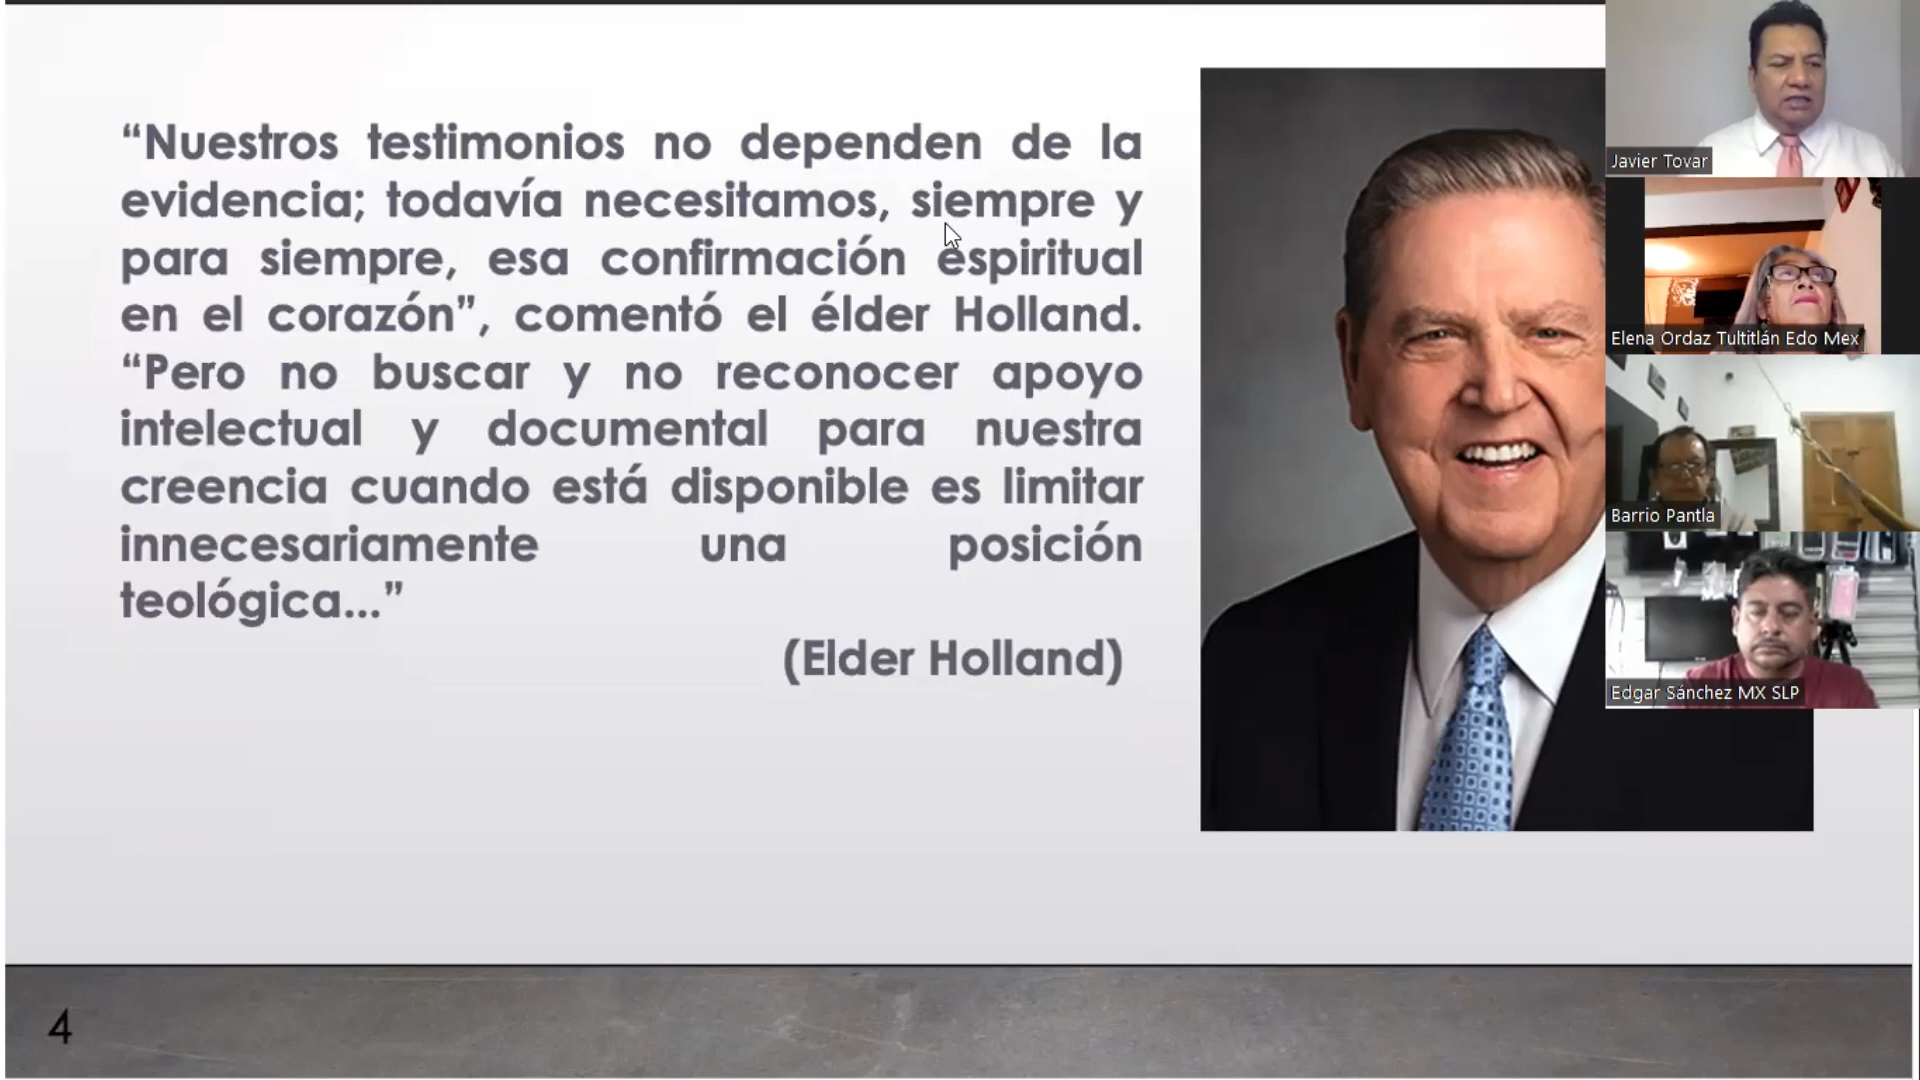 “Nuestros testimonios no dependen de la
evidencia; todavía necesitamos, siempre y
para siempre, esa confirmación espiritual
en el corazón”, comentó el élder Holland.
“Pero no buscar y no reconocer apoyo
intelectual y documental para nuestra
creencia cuando está disponible es limitar
innecesariamente una posición
teológica...”
(Elder Holland)
4
Javier Tovar
Elena Ordaz Tultitlán Edo Mex
Barrio Pantla
Edgar Sánchez MX SLP